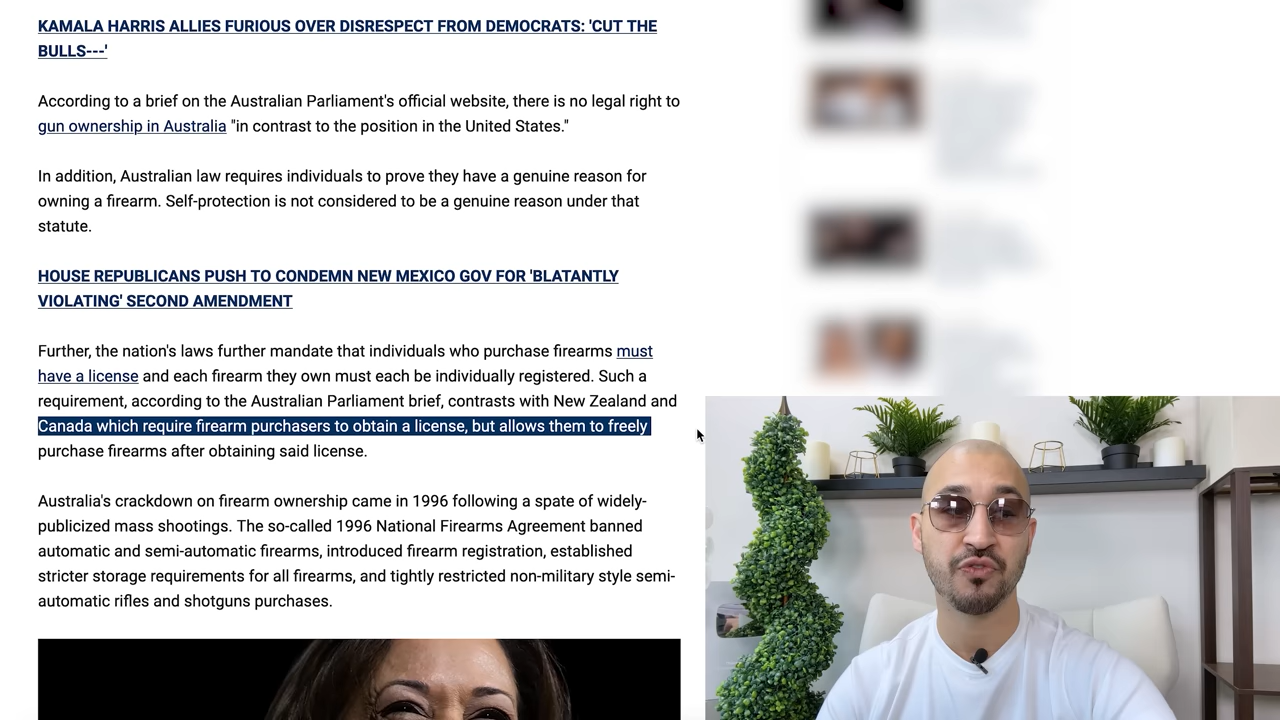 KAMALA HARRIS ALLIES FURIOUS OVER DISRESPECT FROM DEMOCRATS: 'CUT THE
BULLS---'
According to a brief on the Australian Parliament's official website, there is no legal right to
gun ownership in Australia "in contrast to the position in the United States."
In addition, Australian law requires individuals to prove they have a genuine reason for
owning a firearm. Self-protection is not considered to be a genuine reason under that
statute.
HOUSE REPUBLICANS PUSH TO CONDEMN NEW MEXICO GOV FOR 'BLATANTLY
VIOLATING' SECOND AMENDMENT
Further, the nation's laws further mandate that individuals who purchase firearms must
have a license and each firearm they own must each be individually registered. Such a
requirement, according to the Australian Parliament brief, contrasts with New Zealand and
Canada which require firearm purchasers to obtain a license, but allows them to freely
purchase firearms after obtaining said license.
Australia's crackdown on firearm ownership came in 1996 following a spate of widely-
publicized mass shootings. The so-called 1996 National Firearms Agreement banned
automatic and semi-automatic firearms, introduced firearm registration, established
stricter storage requirements for all firearms, and tightly restricted non-military style semi-
automatic rifles and shotguns purchases.